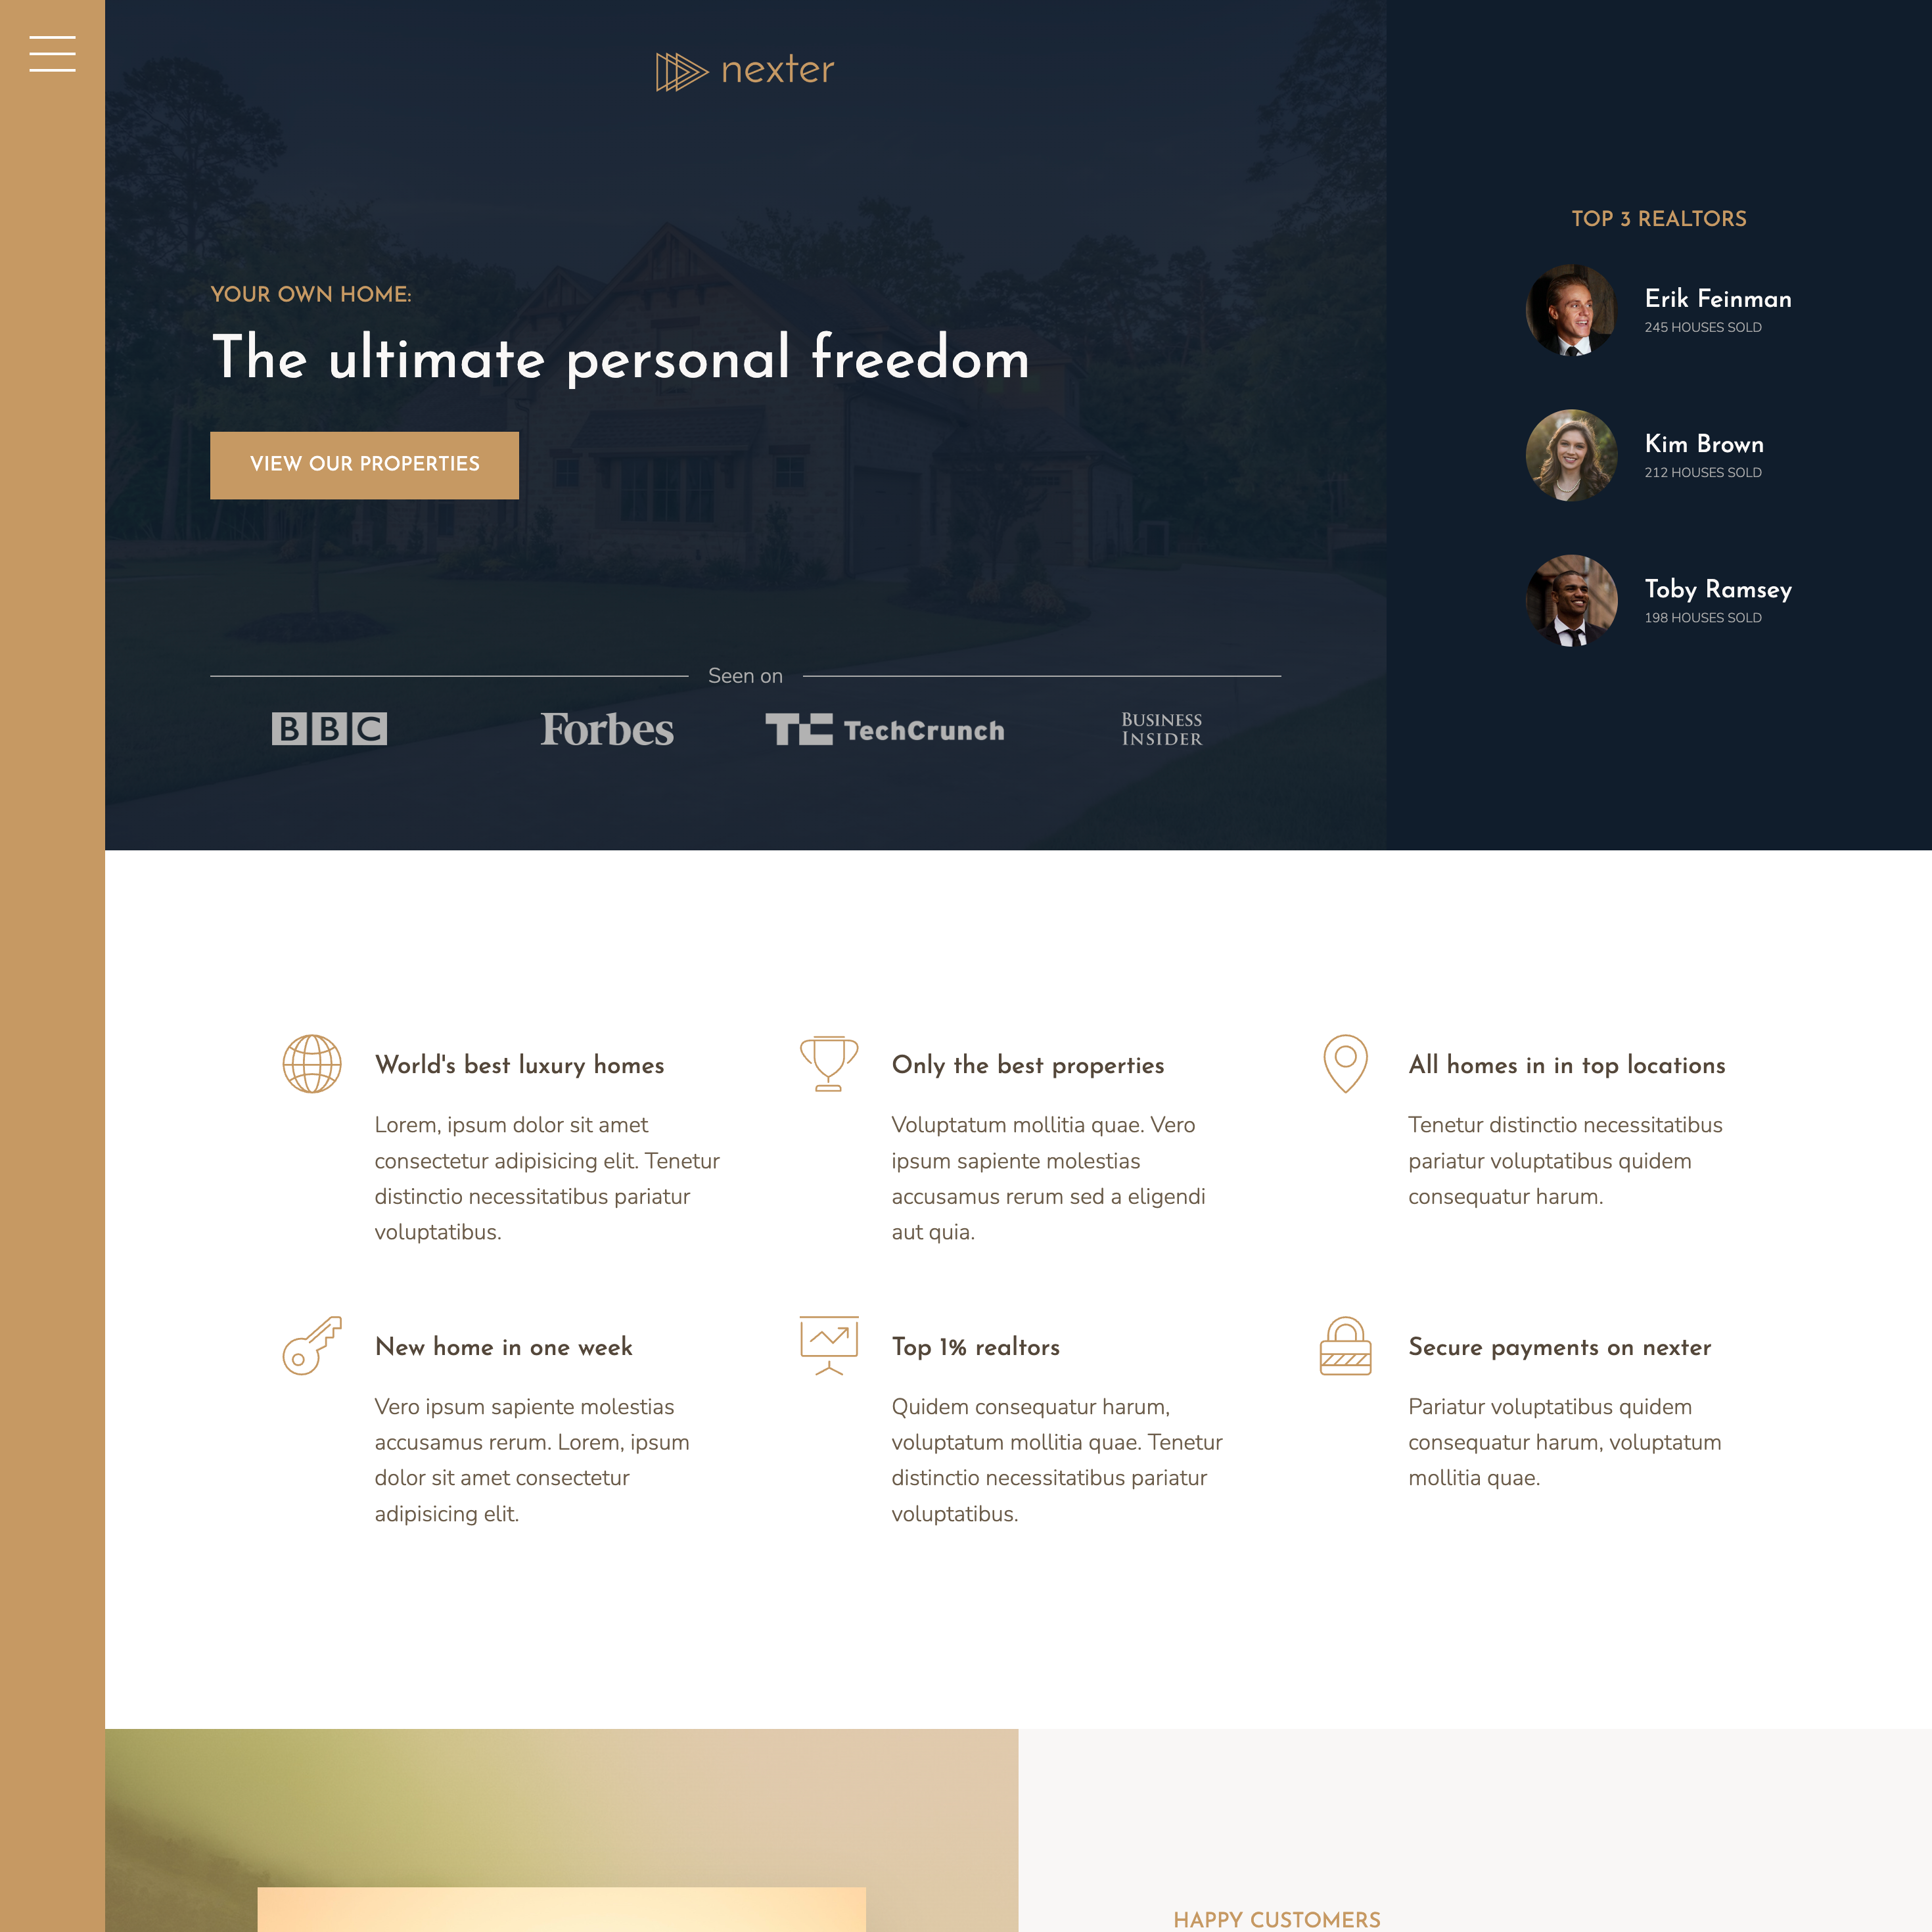 nexter
YOUR OWN HOME:
The ultimate personal freedom
VIEW OUR PROPERTIES
Seen on
BBC
Forbes
TC TechCrunch
BUSINESS
INSIDER
TOP 3 REALTORS
Erik Feinman
245 HOUSES SOLD
Kim Brown
212 HOUSES SOLD
Toby Ramsey
198 HOUSES SOLD
World's best luxury homes
Lorem, ipsum dolor sit amet
consectetur adipisicing elit. Tenetur
distinctio necessitatibus pariatur
voluptatibus.
Only the best properties
Voluptatum mollitia quae. Vero
ipsum sapiente molestias
accusamus rerum sed a eligendi
aut quia.
All homes in in top locations
Tenetur distinctio necessitatibus
pariatur voluptatibus quidem
consequatur harum.
New home in one week
Vero ipsum sapiente molestias
accusamus rerum. Lorem, ipsum
dolor sit amet consectetur
adipisicing elit.
Top 1% realtors
Quidem consequatur harum,
voluptatum mollitia quae. Tenetur
distinctio necessitatibus pariatur
voluptatibus.
Secure payments on nexter
Pariatur voluptatibus quidem
consequatur harum, voluptatum
mollitia quae.
HAPPY CUSTOMERS